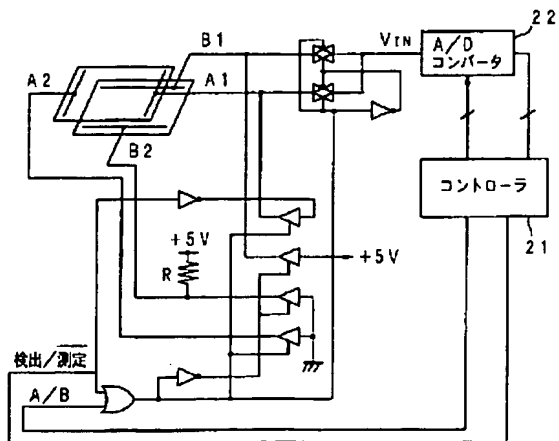 B1
VIN
A/D
コンバータ
22
A2
A1
B2
コントローラ
21
+5V
R
+5V
検出/測定
A/B